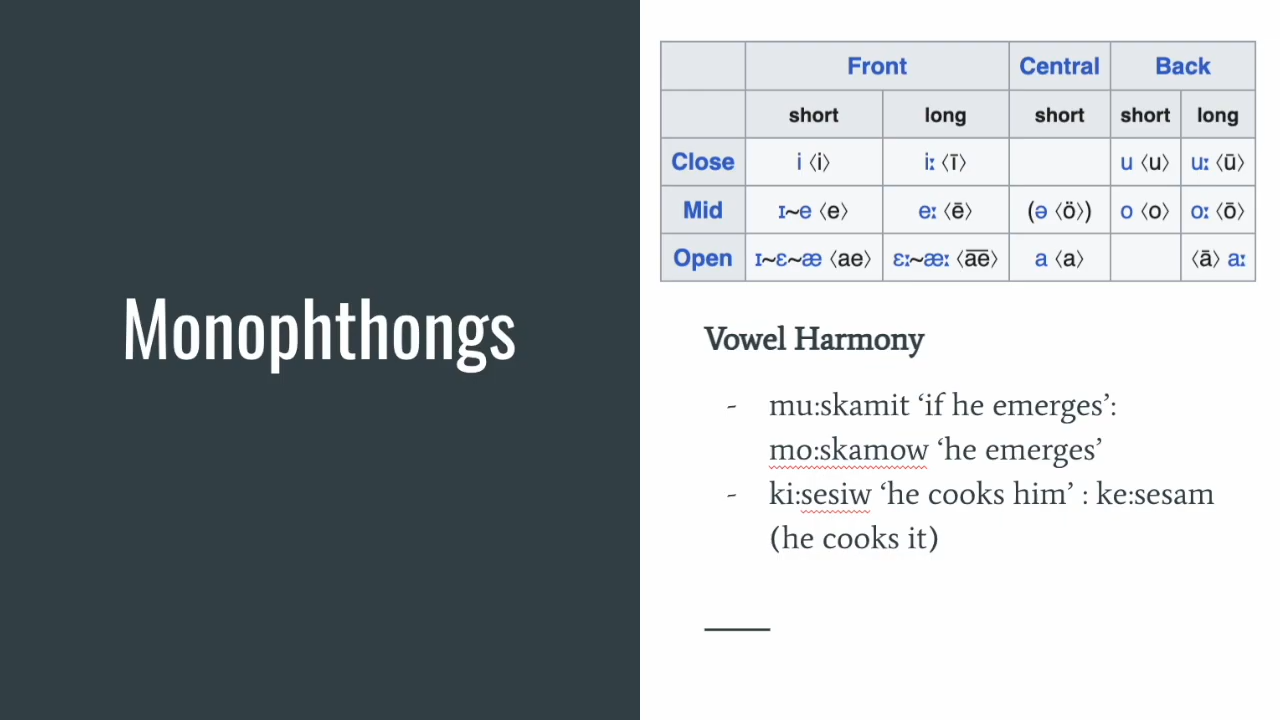 Monophthongs
Front Central Back
short long short short long
Close i ⟨i⟩ iː ⟨ī⟩ u ⟨u⟩ uː ⟨ū⟩
Mid ɪ~e ⟨e⟩ eː ⟨ē⟩ (ə ⟨ö⟩) o ⟨o⟩ oː ⟨ō⟩
Open ɪ~ɛ~æ ⟨ae⟩ ɛː~æː ⟨a͞e⟩ a ⟨a⟩ ⟨ā⟩ aː
Vowel Harmony
- mu:skamit ‘if he emerges’:
mo:skamow ‘he emerges’
- ki:sesiw ‘he cooks him’ : ke:sesam
(he cooks it)